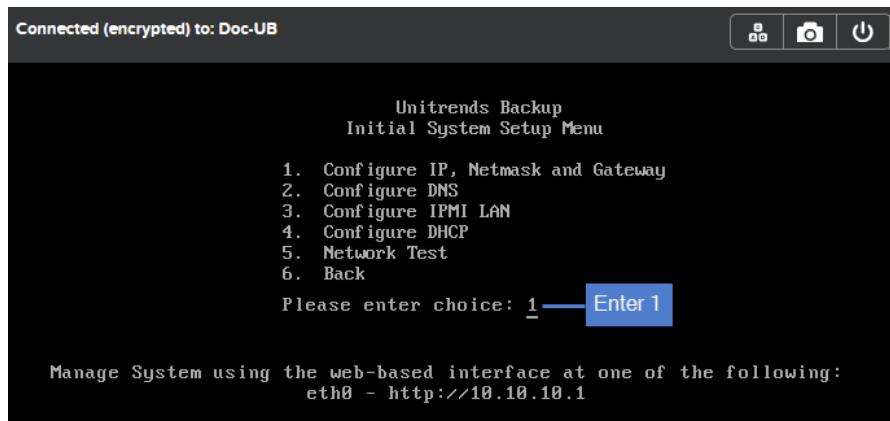 Connected (encrypted) to: Doc-UB
Unitrends Backup
Initial System Setup Menu
1. Configure IP, Netmask and Gateway
2. Configure DNS
3. Configure IPMI LAN
4. Configure DHCP
5. Network Test
6. Back
Please enter choice: 1 Enter 1
Manage System using the web-based interface at one of the following:
eth0 - http://10.10.10.1